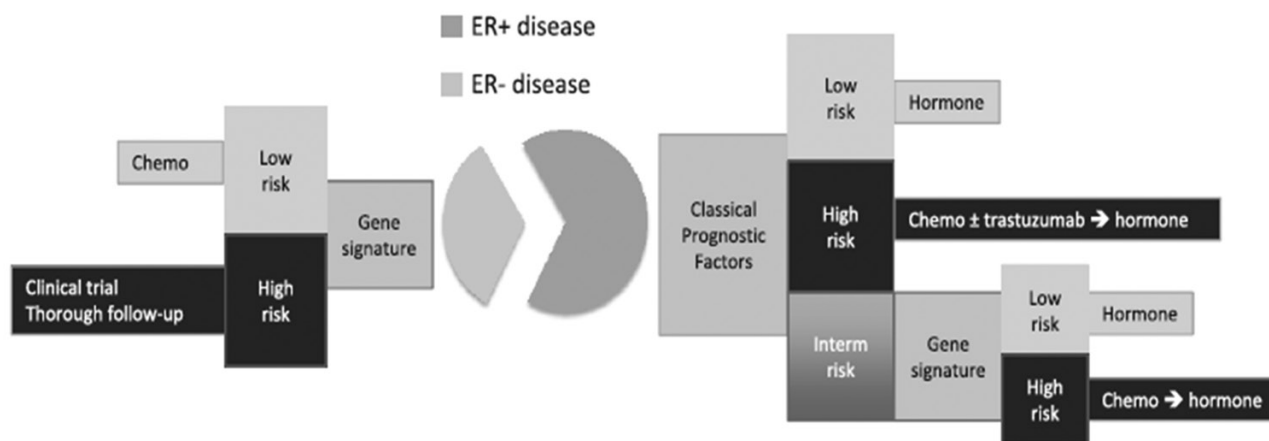 ER+ disease
ER- disease
Chemo
Low
risk
Gene
signature
Clinical trial
Thorough follow-up
High
risk
Classical
Prognostic
Factors
Low
risk
Hormone
High
risk
Chemo ± trastuzumab → hormone
Interm
risk
Gene
signature
Low
risk
Hormone
High
risk
Chemo → hormone